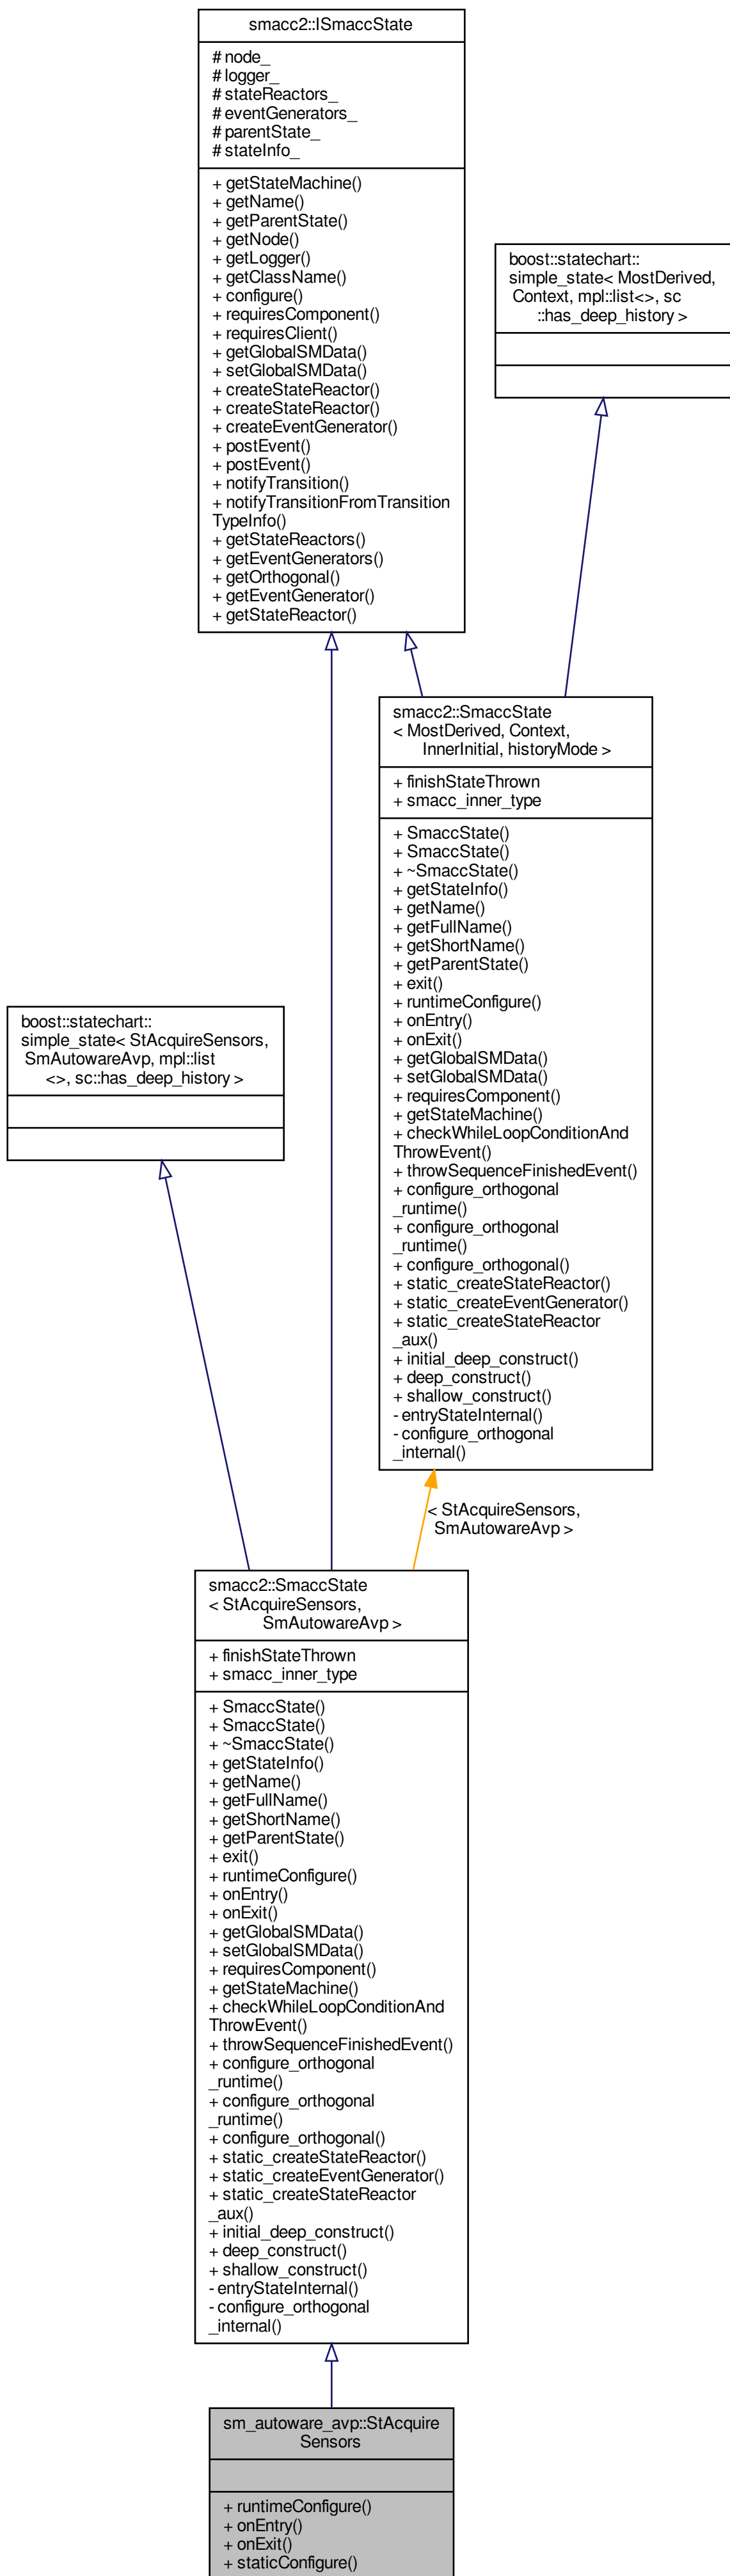 smacc2::ISmaccState
# node_
# logger_
# stateReactors_
# eventGenerators_
# parentState_
# stateInfo_
+ getStateMachine()
+ getName()
+ getParentState()
+ getNode()
+ getLogger()
+ getClassName()
+ configure()
+ requiresComponent()
+ requiresClient()
+ getGlobalSMData()
+ setGlobalSMData()
+ createStateReactor()
+ createStateReactor()
+ createEventGenerator()
+ postEvent()
+ postEvent()
+ notifyTransition()
+ notifyTransitionFromTransition
TypeInfo()
+ getStateReactors()
+ getEventGenerators()
+ getOrthogonal()
+ getEventGenerator()
+ getStateReactor()
boost::statechart::
simple_state< MostDerived,
Context, mpl::list<>, sc
::has_deep_history >
smacc2::SmaccState
< MostDerived, Context,
InnerInitial, historyMode >
+ finishStateThrown
+ smacc_inner_type
+ SmaccState()
+ SmaccState()
+ ~SmaccState()
+ getStateInfo()
+ getName()
+ getFullName()
+ getShortName()
+ getParentState()
+ exit()
+ runtimeConfigure()
+ onEntry()
+ onExit()
+ getGlobalSMData()
+ setGlobalSMData()
+ requiresComponent()
+ getStateMachine()
+ checkWhileLoopConditionAnd
ThrowEvent()
+ throwSequenceFinishedEvent()
+ configure_orthogonal
_runtime()
+ configure_orthogonal
_runtime()
+ configure_orthogonal()
+ static_createStateReactor()
+ static_createEventGenerator()
+ static_createStateReactor
_aux()
+ initial_deep_construct()
+ deep_construct()
+ shallow_construct()
- entryStateInternal()
- configure_orthogonal
_internal()
boost::statechart::
simple_state< StAcquireSensors,
SmAutowareAvp, mpl::list
<>, sc::has_deep_history >
< StAcquireSensors,
SmAutowareAvp >
smacc2::SmaccState
< StAcquireSensors,
SmAutowareAvp >
+ finishStateThrown
+ smacc_inner_type
+ SmaccState()
+ SmaccState()
+ ~SmaccState()
+ getStateInfo()
+ getName()
+ getFullName()
+ getShortName()
+ getParentState()
+ exit()
+ runtimeConfigure()
+ onEntry()
+ onExit()
+ getGlobalSMData()
+ setGlobalSMData()
+ requiresComponent()
+ getStateMachine()
+ checkWhileLoopConditionAnd
ThrowEvent()
+ throwSequenceFinishedEvent()
+ configure_orthogonal
_runtime()
+ configure_orthogonal
_runtime()
+ configure_orthogonal()
+ static_createStateReactor()
+ static_createEventGenerator()
+ static_createStateReactor
_aux()
+ initial_deep_construct()
+ deep_construct()
+ shallow_construct()
- entryStateInternal()
- configure_orthogonal
_internal()
sm_autoware_avp::StAcquire
Sensors
+ runtimeConfigure()
+ onEntry()
+ onExit()
+ staticConfigure()